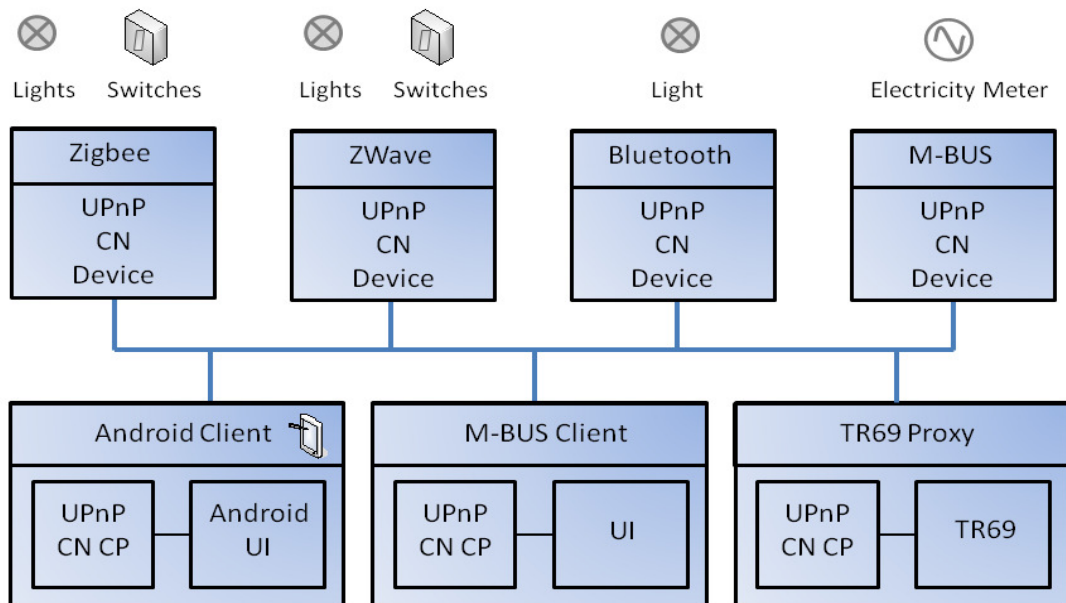 Lights Switches Lights Switches Light Electricity Meter
Zigbee
UPnP
CN
Device
ZWave
UPnP
CN
Device
Bluetooth
UPnP
CN
Device
M-BUS
UPnP
CN
Device
Android Client
UPnP
CN CP
Android
UI
M-BUS Client
UPnP
CN CP
UI
TR69 Proxy
UPnP
CN CP
TR69